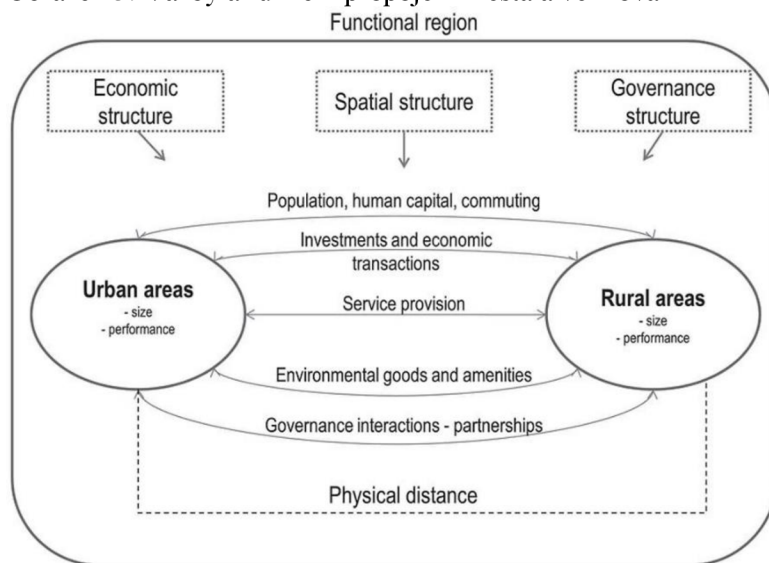 Functional region
Economic
structure
Spatial structure
Governance
structure
Population, human capital, commuting
Investments and economic
transactions
Urban areas
- size
- performance
Service provision
Rural areas
- size
- performance
Environmental goods and amenities
Governance interactions - partnerships
Physical distance